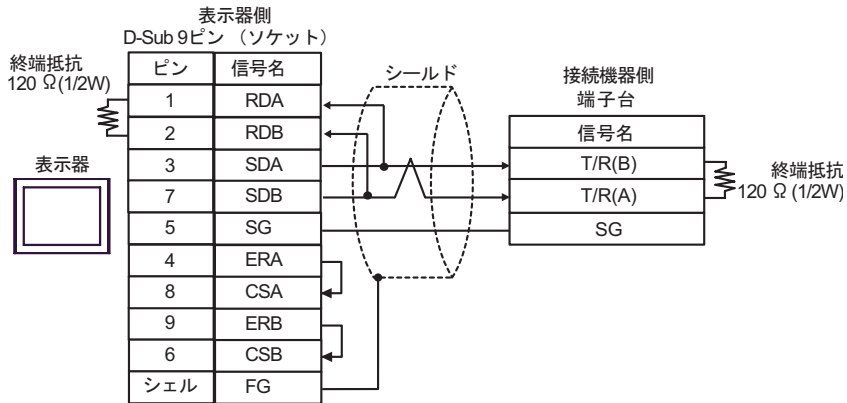 表示器側
D-Sub 9ピン （ソケット）
終端抵抗
120 Ω(1/2W)
ピン 信号名
1 RDA
2 RDB
3 SDA
7 SDB
5 SG
4 ERA
8 CSA
9 ERB
6 CSB
シェル FG
表示器
シールド
接続機器側
端子台
信号名
T/R(B)
T/R(A)
SG
終端抵抗
120 Ω (1/2W)